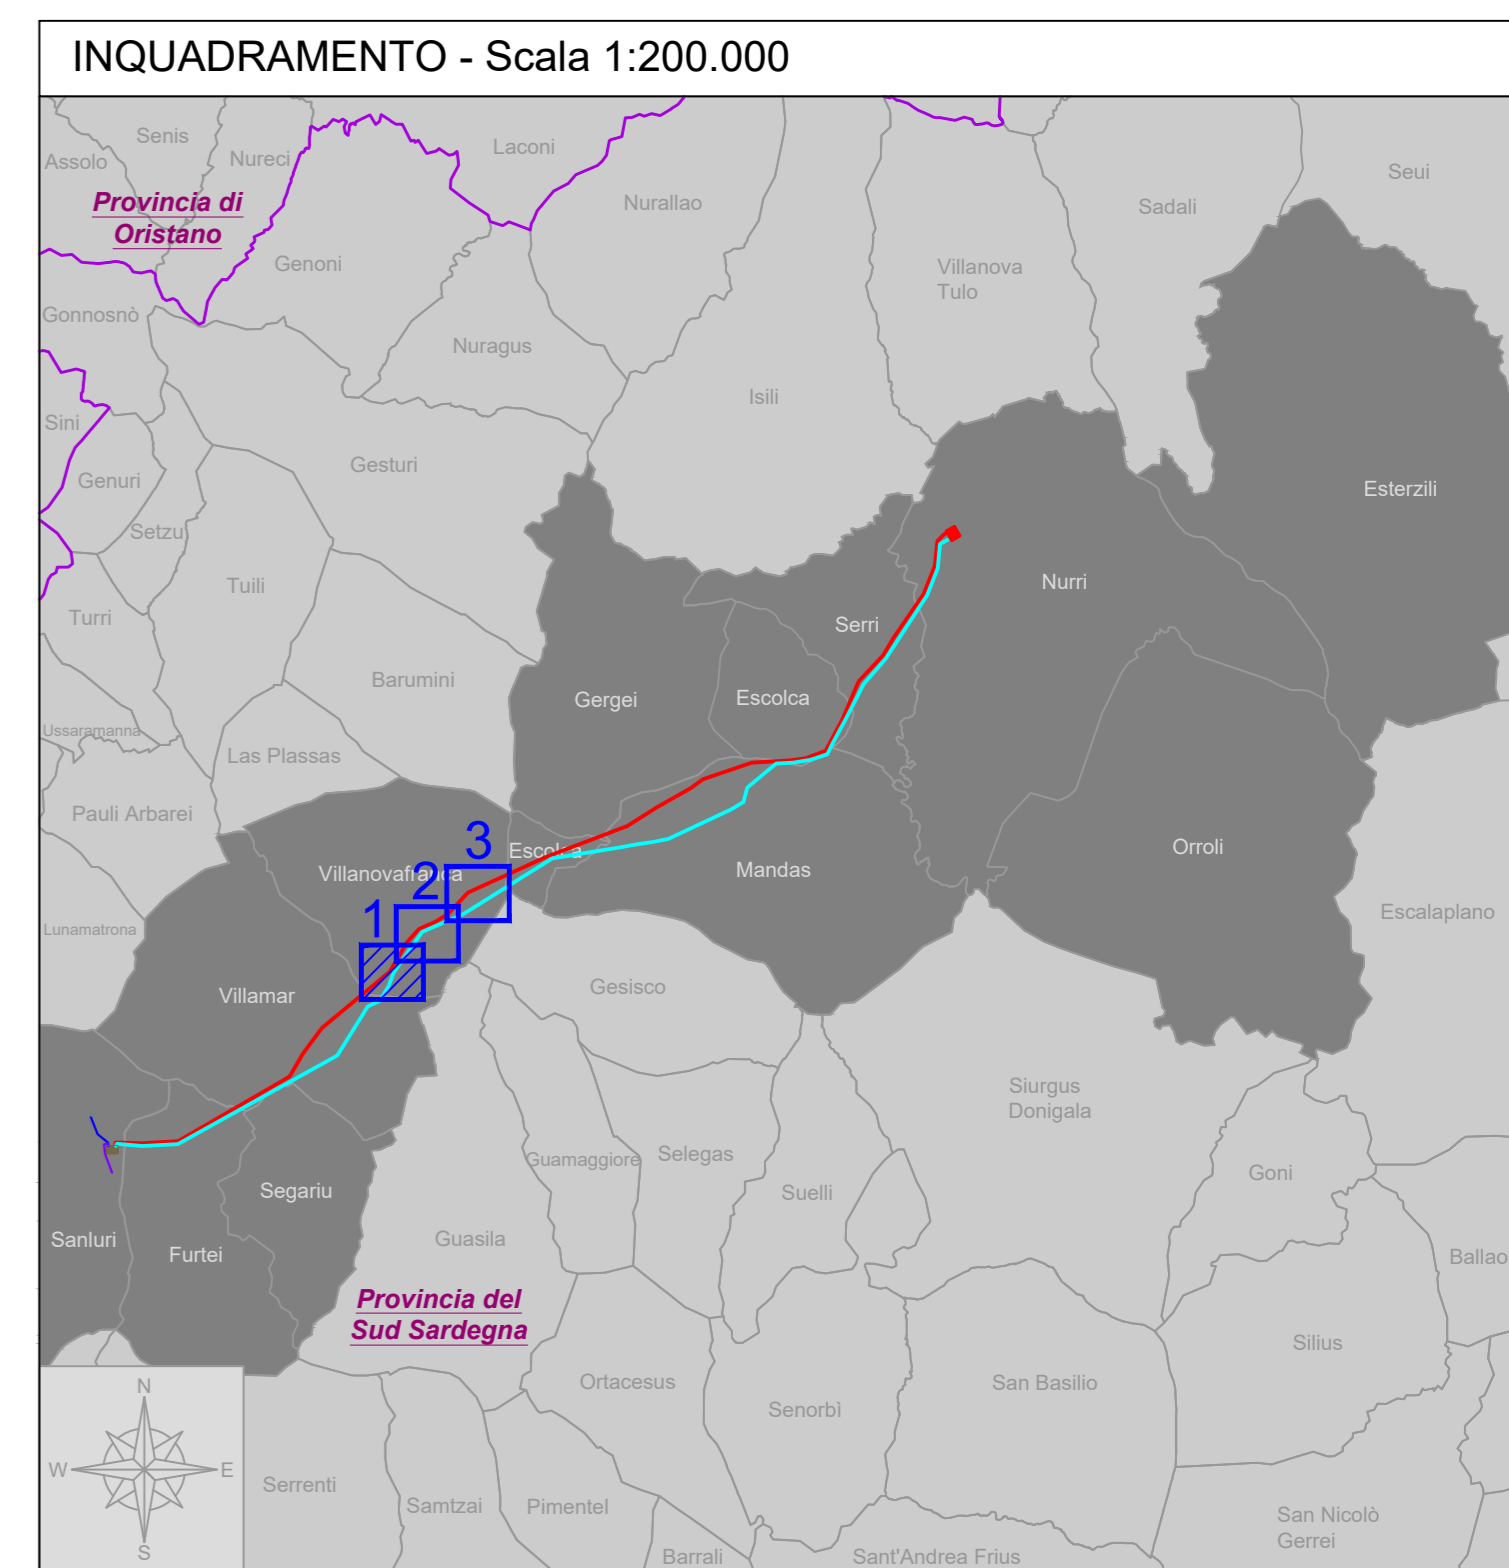 INQUADRAMENTO - Scala 1:200.000
Senis
Nureci
Laconi
Assolo
Seui
Provincia di
Oristano
Nurallao
Sadali
Genoni
Villanova
Tulo
Gonnosnò
Nuragus
Isili
Sini
Gesturi
Genuri
Esterzili
Setzu
Tuili
Nurri
Turri
Serri
Barumini
Gergei
Escolca
Ussaramanna
Las Plassas
Pauli Arbarei
3
Escolca
Orroli
Villanovafranca
2
Mandas
1
Escalaplano
Lunamatrona
Villamar
Gesisco
Siurgus
Donigala
Guamaggiore
Selegas
Goni
Segariu
Suelli
Sanluri
Furtei
Guasila
Ballao
Provincia del
Sud Sardegna
Silius
Ortacesus
San Basilio
Senorbì
N
W
E
S
Serrenti
Samtzai
Pimentel
San Nicolò
Gerrei
Barrali
Sant'Andrea Frius